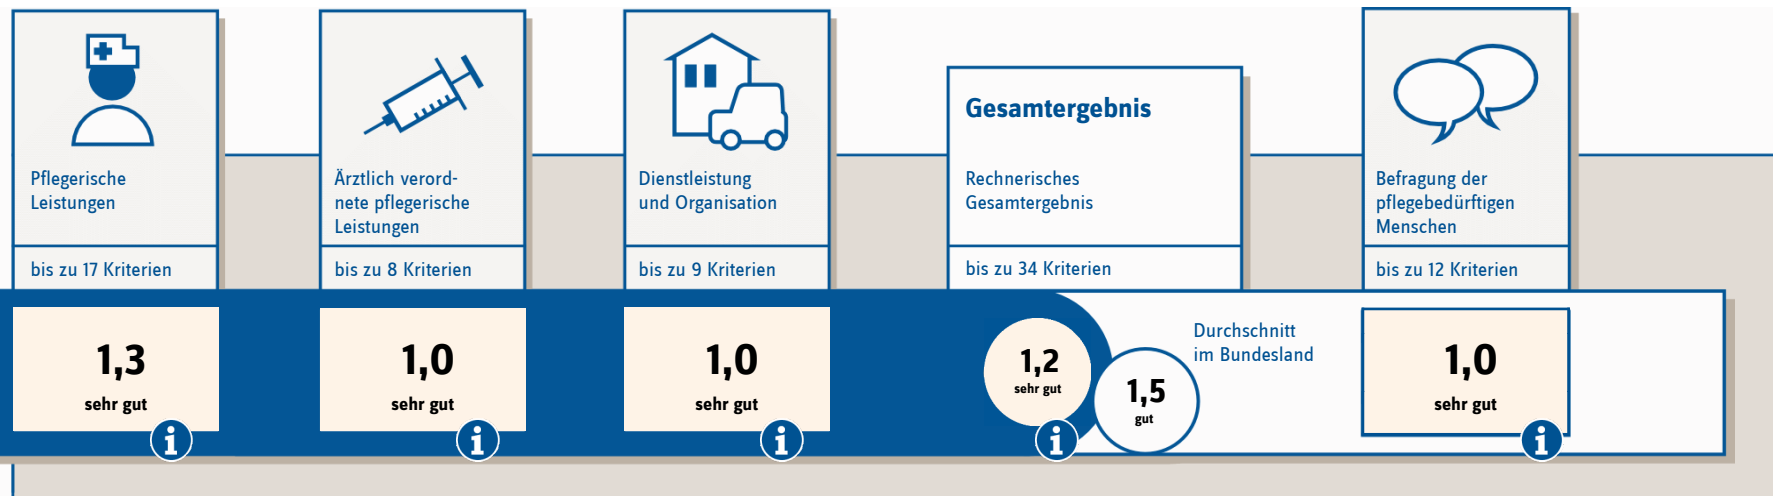 Pflegerische
Leistungen
bis zu 17 Kriterien
1,3
sehr gut
i
Ärztlich verord-
nete pflegerische
Leistungen
bis zu 8 Kriterien
1,0
sehr gut
i
Dienstleistung
und Organisation
bis zu 9 Kriterien
1,0
sehr gut
i
Gesamtergebnis
Rechnerisches
Gesamtergebnis
bis zu 34 Kriterien
1,2
sehr gut
i
1,5
gut
Durchschnitt
im Bundesland
Befragung der
pflegebedürftigen
Menschen
bis zu 12 Kriterien
1,0
sehr gut
i